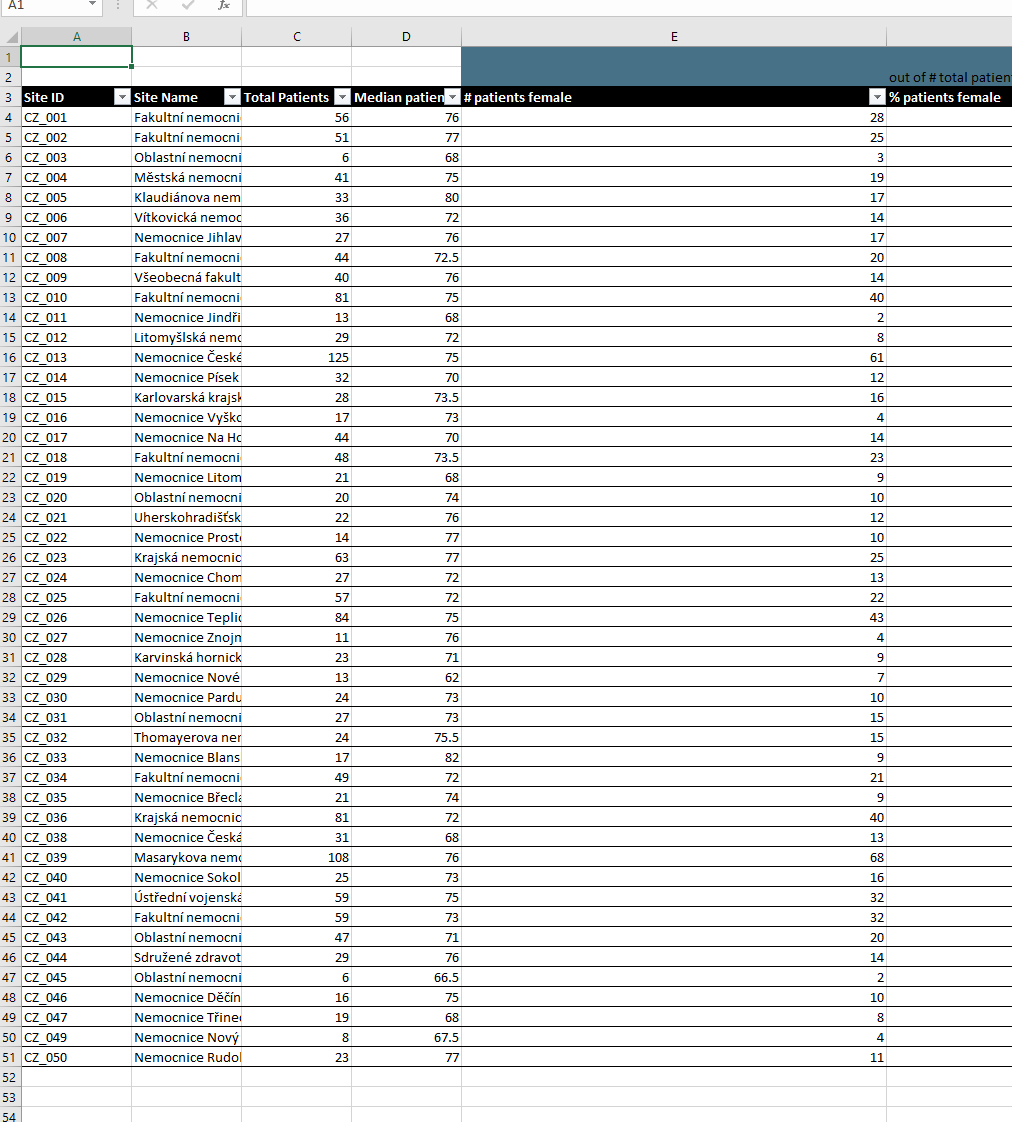 A1 fx
A B C D E
1
2 out of # total patien
3 Site ID Site Name Total Patients Median patien # patients female % patients female
4 CZ_001 Fakultní nemocni 56 76 28
5 CZ_002 Fakultní nemocni 51 77 25
6 CZ_003 Oblastní nemocni 6 68 3
7 CZ_004 Městská nemocni 41 75 19
8 CZ_005 Klaudiánova nem 33 80 17
9 CZ_006 Vítkovická nemoc 36 72 14
10 CZ_007 Nemocnice Jihlav 27 76 17
11 CZ_008 Fakultní nemocni 44 72.5 20
12 CZ_009 Všeobecná fakult 40 76 14
13 CZ_010 Fakultní nemocni 81 75 40
14 CZ_011 Nemocnice Jindři 13 68 2
15 CZ_012 Litomyšlská nemo 29 72 8
16 CZ_013 Nemocnice České 125 75 61
17 CZ_014 Nemocnice Písek 32 70 12
18 CZ_015 Karlovarská krajsk 28 73.5 16
19 CZ_016 Nemocnice Vyško 17 73 4
20 CZ_017 Nemocnice Na Ho 44 70 14
21 CZ_018 Fakultní nemocni 48 73.5 23
22 CZ_019 Nemocnice Litom 21 68 9
23 CZ_020 Oblastní nemocni 20 74 10
24 CZ_021 Uherskohradišťsk 22 76 12
25 CZ_022 Nemocnice Prostě 14 77 10
26 CZ_023 Krajská nemocnic 63 77 25
27 CZ_024 Nemocnice Chom 27 72 13
28 CZ_025 Fakultní nemocni 57 72 22
29 CZ_026 Nemocnice Teplic 84 75 43
30 CZ_027 Nemocnice Znojm 11 76 4
31 CZ_028 Karvinská hornick 23 71 9
32 CZ_029 Nemocnice Nové 13 62 7
33 CZ_030 Nemocnice Pardu 24 73 10
34 CZ_031 Oblastní nemocni 27 73 15
35 CZ_032 Thomayerova nem 24 75.5 15
36 CZ_033 Nemocnice Blans 17 82 9
37 CZ_034 Fakultní nemocni 49 72 21
38 CZ_035 Nemocnice Břecla 21 74 9
39 CZ_036 Krajská nemocnic 81 72 40
40 CZ_038 Nemocnice Česká 31 68 13
41 CZ_039 Masarykova nemo 108 76 68
42 CZ_040 Nemocnice Sokol 25 73 16
43 CZ_041 Ústřední vojenská 59 75 32
44 CZ_042 Fakultní nemocni 59 73 32
45 CZ_043 Oblastní nemocni 47 71 20
46 CZ_044 Sdružené zdravot 29 76 14
47 CZ_045 Oblastní nemocni 6 66.5 2
48 CZ_046 Nemocnice Děčín 16 75 10
49 CZ_047 Nemocnice Třinec 19 68 8
50 CZ_049 Nemocnice Nový 8 67.5 4
51 CZ_050 Nemocnice Rudol 23 77 11
52
53
54